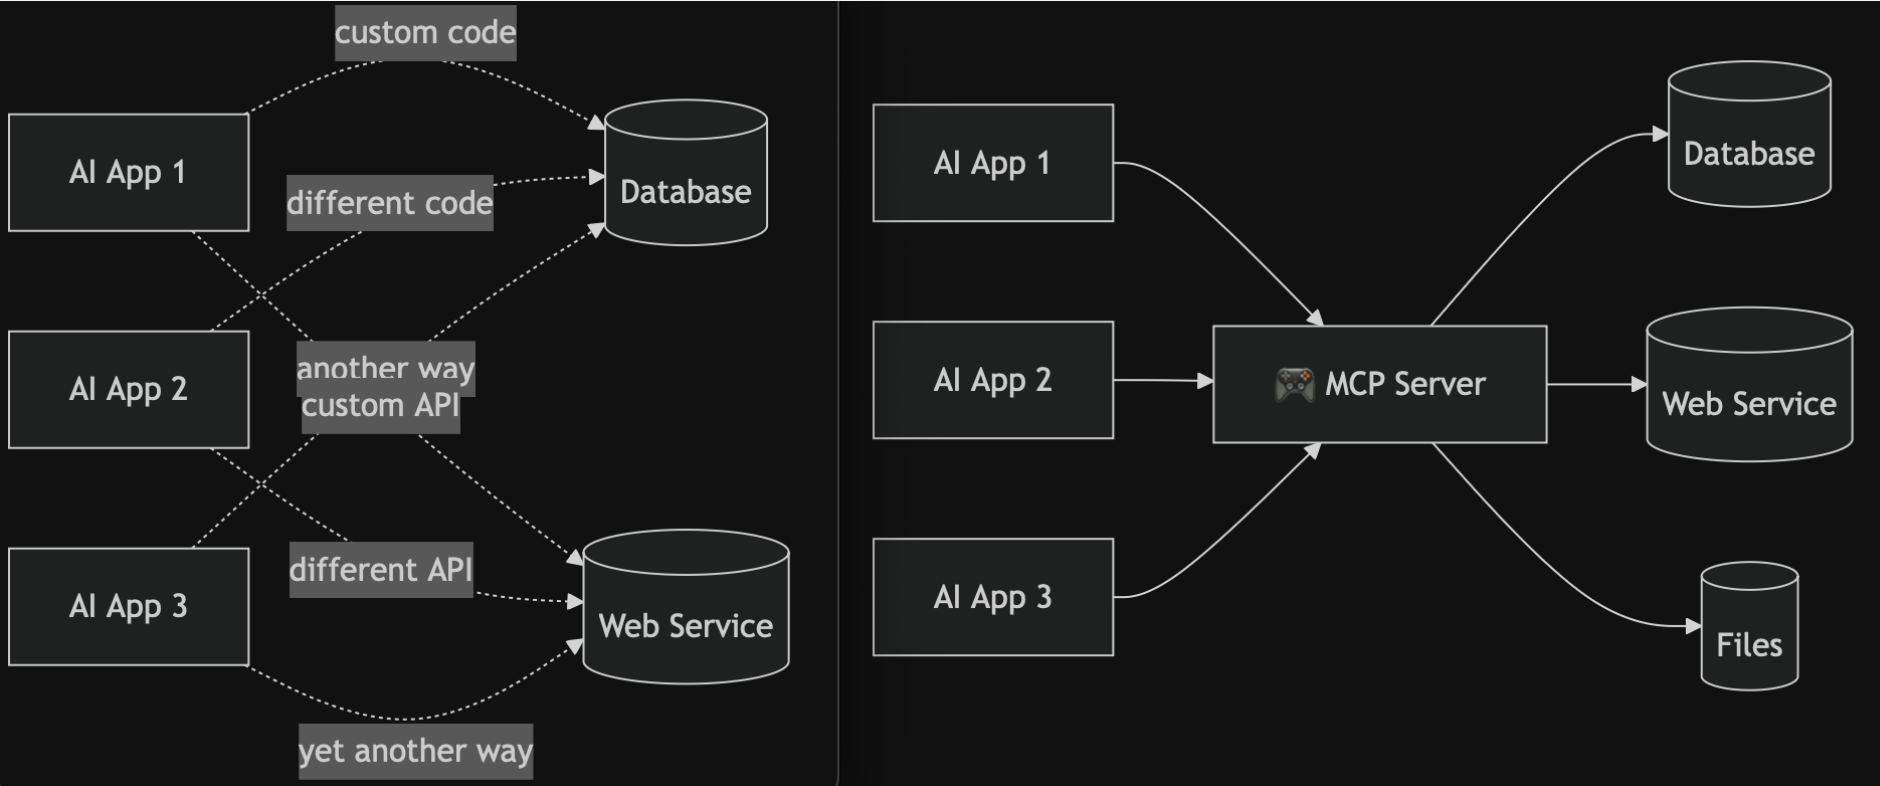 custom code
AI App 1
different code
Database
another way
AI App 2
custom API
different API
AI App 3
Web Service
yet another way
AI App 1
Database
AI App 2
🎮 MCP Server
Web Service
AI App 3
Files